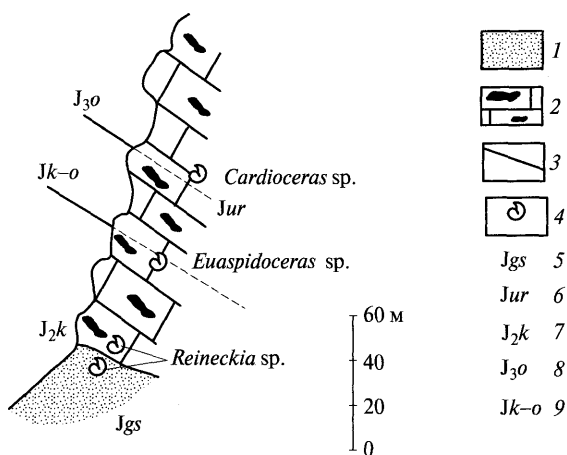 J₃o
Jk–o
Cardioceras sp.
Jur
Euaspidoceras sp.
J₂k
Reineckia sp.
Jgs
60 м
40
20
0
1
2
3
4
Jgs 5
Jur 6
J₂k 7
J₃o 8
Jk–o 9